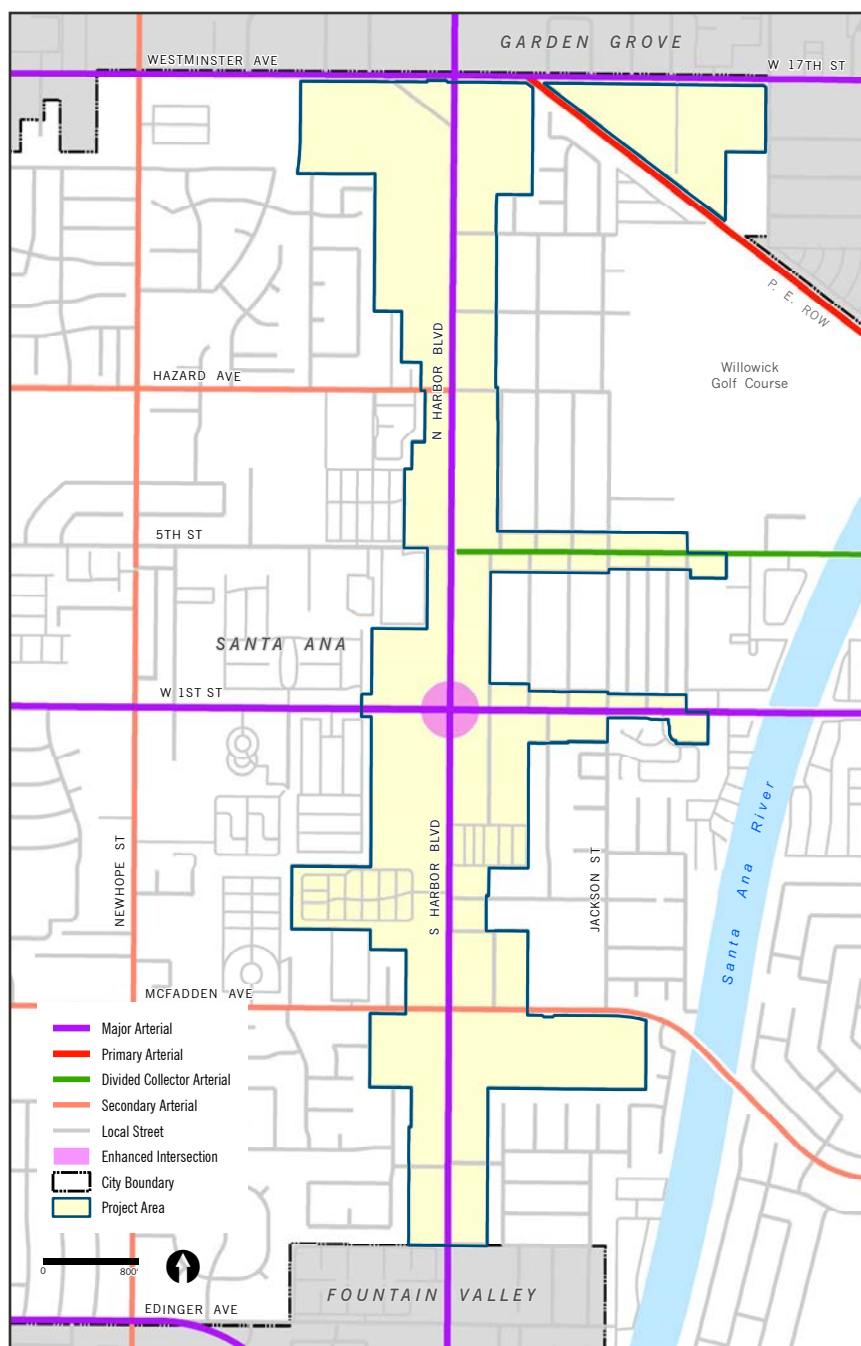 GARDEN GROVE
WESTMINSTER AVE
W 17TH ST
P. E. ROW
N HARBOR BLVD
Willowick
Golf Course
HAZARD AVE
5TH ST
SANTA ANA
W 1ST ST
NEWHOPE ST
S HARBOR BLVD
JACKSON ST
Santa Ana River
MCFADDEN AVE
Major Arterial
Primary Arterial
Divided Collector Arterial
Secondary Arterial
Local Street
Enhanced Intersection
City Boundary
Project Area
0 800'
FOUNTAIN VALLEY
EDINGER AVE